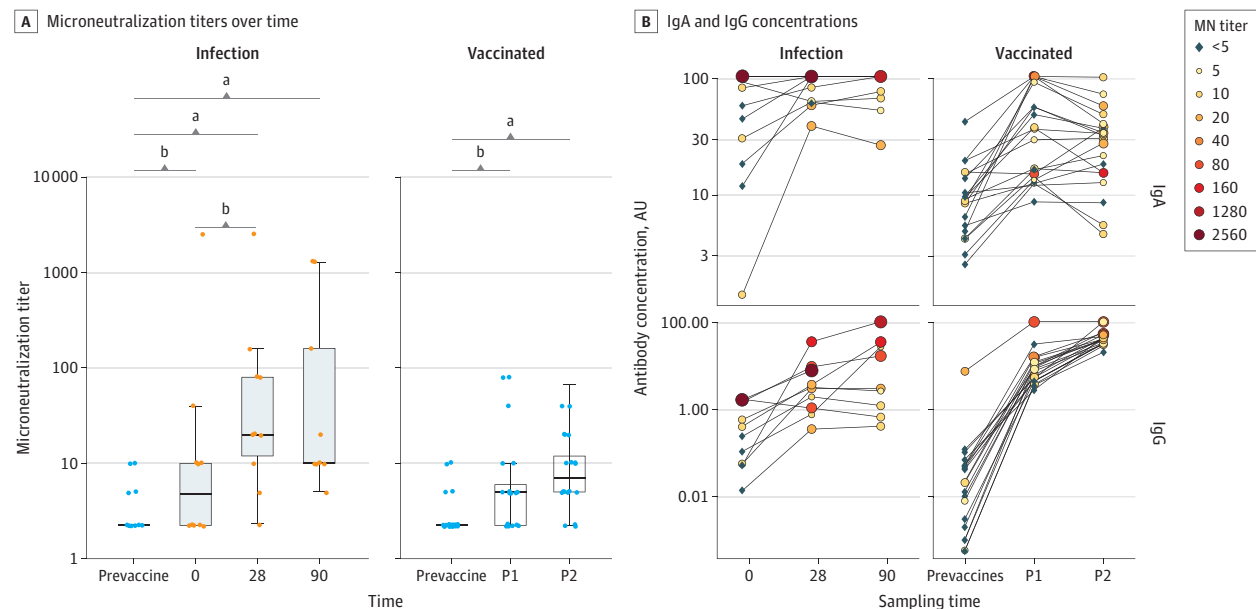 A Microneutralization titers over time
Infection
Vaccinated
a
a
b
b
a
b
Microneutralization titer
10000
1000
100
10
1
Prevaccine 0 28 90
Prevaccine P1 P2
Time
B IgA and IgG concentrations
Infection
Vaccinated
Antibody concentration, AU
100
30
10
3
IgA
100.00
1.00
0.01
IgG
0 28 90
Prevaccines P1 P2
Sampling time
MN titer
<5
5
10
20
40
80
160
1280
2560